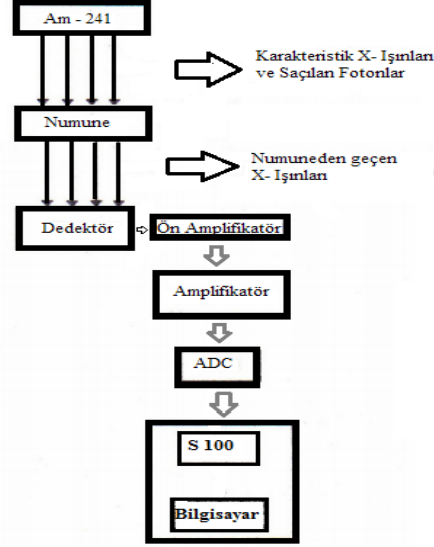 Am - 241
Karakteristik X- Işınları
ve Saçılan Fotonlar
Numune
Numuneden geçen
X- Işınları
Dedektör
Ön Amplifikatör
Amplifikatör
ADC
S 100
Bilgisayar